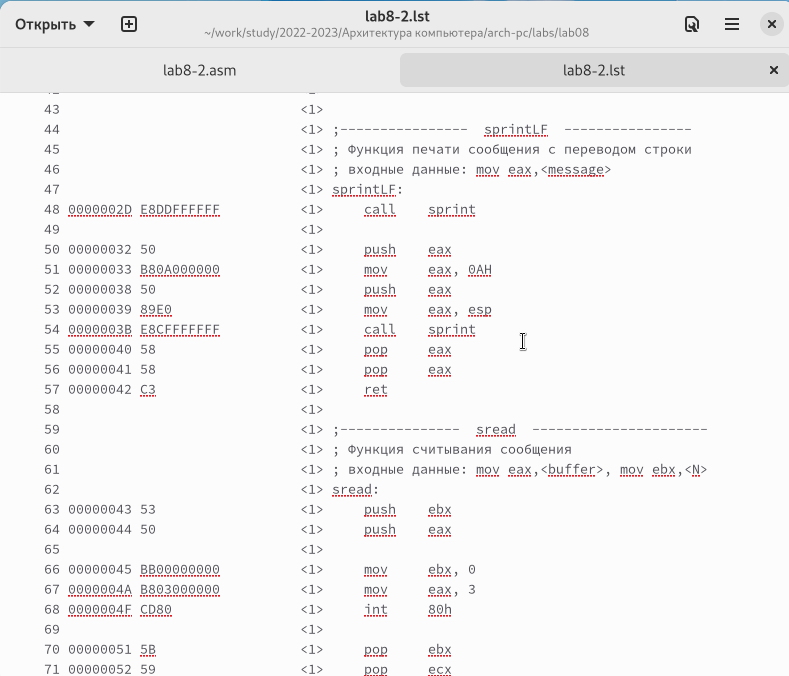 Открыть
lab8-2.lst
~/work/study/2022-2023/Архитектура компьютера/arch-pc/labs/lab08
lab8-2.asm
lab8-2.lst
43 <1>
44 <1> ;---------------- sprintLF ----------------
45 <1> ; Функция печати сообщения с переводом строки
46 <1> ; входные данные: mov eax,<message>
47 <1> sprintLF:
48 0000002D E8DDFFFFFF <1> call sprint
49 <1>
50 00000032 50 <1> push eax
51 00000033 B80A000000 <1> mov eax, 0AH
52 00000038 50 <1> push eax
53 00000039 89E0 <1> mov eax, esp
54 0000003B E8CFFFFFFF <1> call sprint
55 00000040 58 <1> pop eax
56 00000041 58 <1> pop eax
57 00000042 C3 <1> ret
58 <1>
59 <1> ;--------------- sread ----------------------
60 <1> ; Функция считывания сообщения
61 <1> ; входные данные: mov eax,<buffer>, mov ebx,<N>
62 <1> sread:
63 00000043 53 <1> push ebx
64 00000044 50 <1> push eax
65 <1>
66 00000045 BB00000000 <1> mov ebx, 0
67 0000004A B803000000 <1> mov eax, 3
68 0000004F CD80 <1> int 80h
69 <1>
70 00000051 5B <1> pop ebx
71 00000052 59 <1> pop ecx